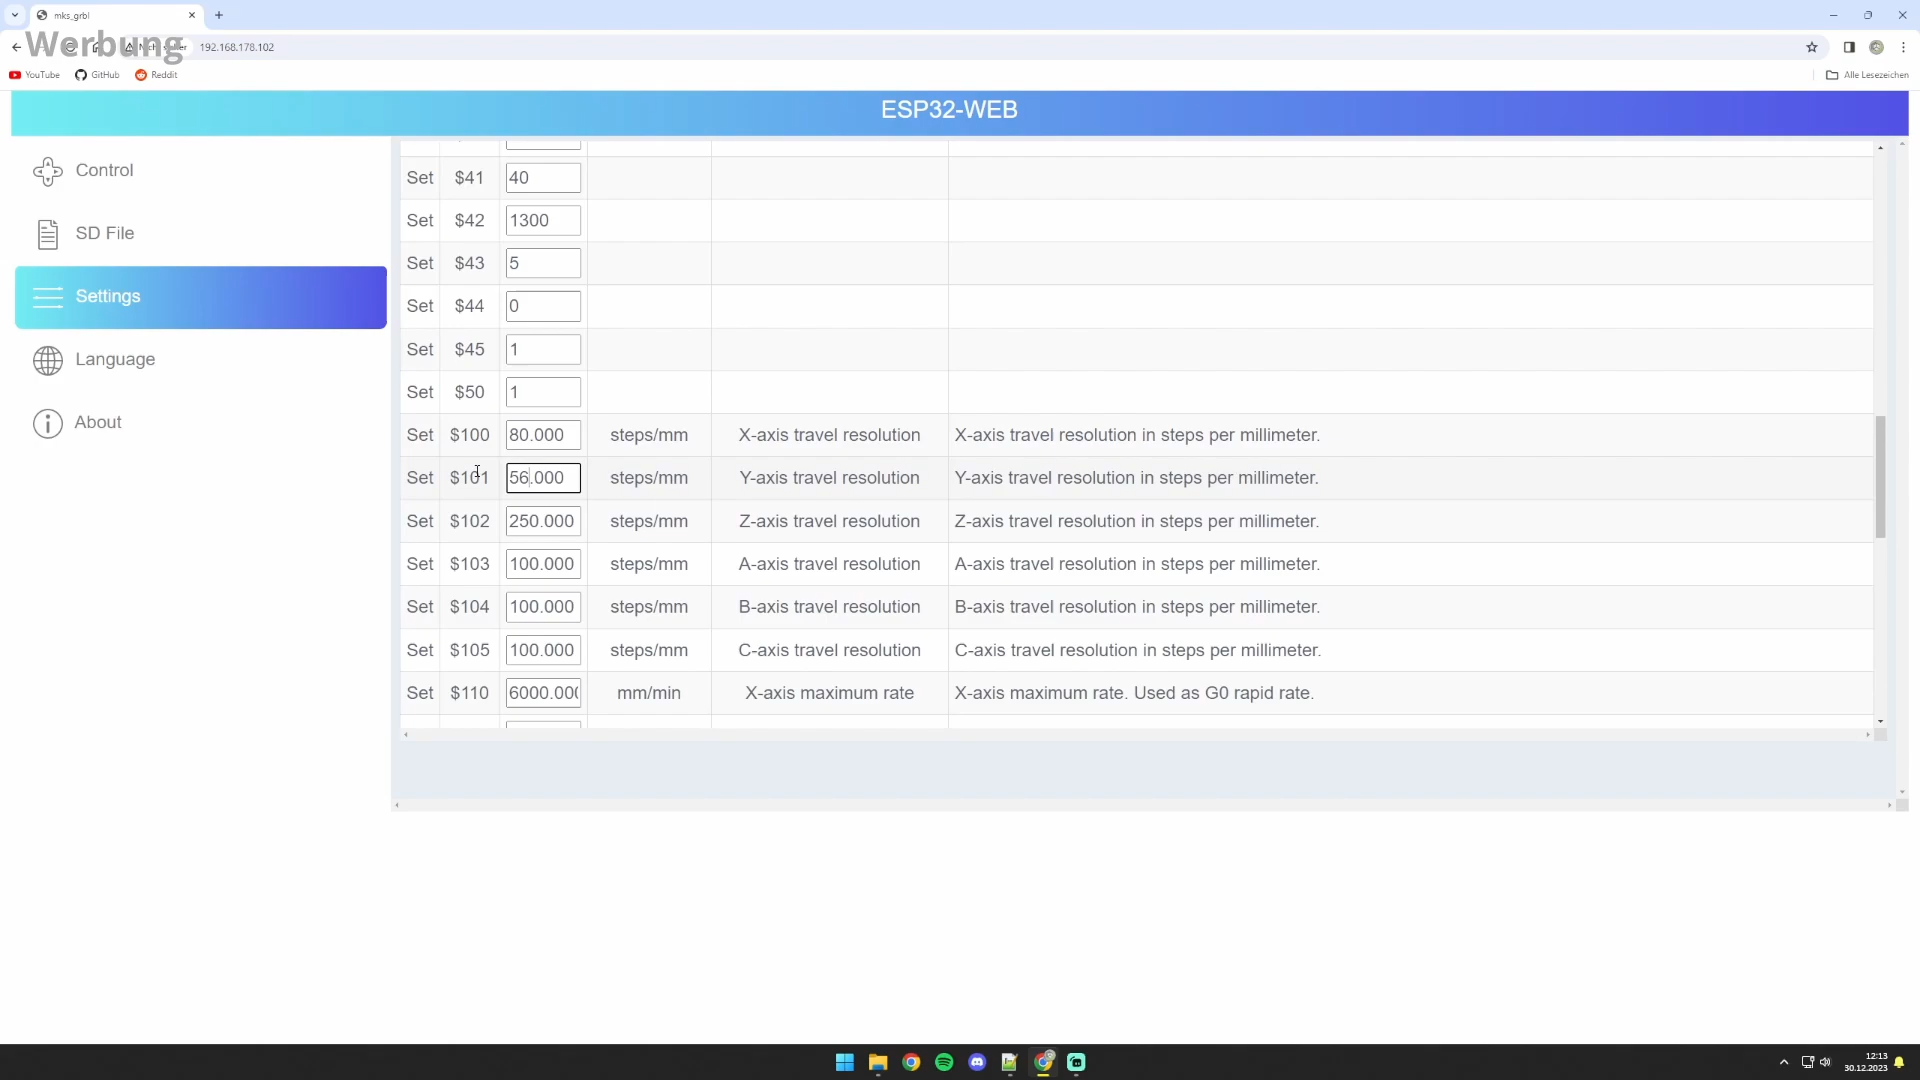 mks_grbl
Werbung
192.168.178.102
YouTube
GitHub
Reddit
Alle Lesezeichen
ESP32-WEB
Control
SD File
Settings
Language
About
Set $41 40
Set $42 1300
Set $43 5
Set $44 0
Set $45 1
Set $50 1
Set $100 80.000 steps/mm X-axis travel resolution X-axis travel resolution in steps per millimeter.
Set $101 56.000 steps/mm Y-axis travel resolution Y-axis travel resolution in steps per millimeter.
Set $102 250.000 steps/mm Z-axis travel resolution Z-axis travel resolution in steps per millimeter.
Set $103 100.000 steps/mm A-axis travel resolution A-axis travel resolution in steps per millimeter.
Set $104 100.000 steps/mm B-axis travel resolution B-axis travel resolution in steps per millimeter.
Set $105 100.000 steps/mm C-axis travel resolution C-axis travel resolution in steps per millimeter.
Set $110 6000.00 mm/min X-axis maximum rate X-axis maximum rate. Used as G0 rapid rate.
12:13
30.12.2023